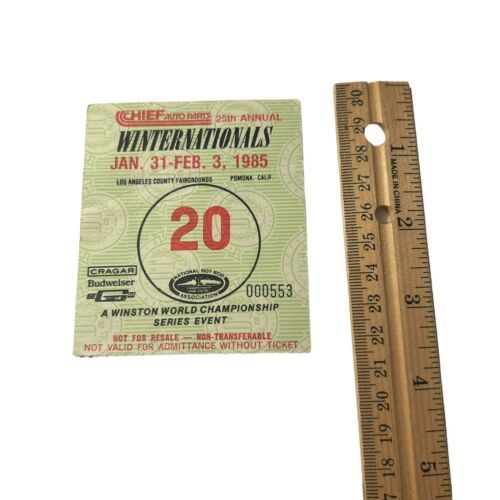 CHIEF AUTO PARTS 25th ANNUAL
WINTERNATIONALS
JAN. 31-FEB. 3, 1985
LOS ANGELES COUNTY FAIRGROUNDS POMONA, CALIF.
20
CRAGAR
Budweiser
NATIONAL HOT ROD
ASSOCIATION
000553
A WINSTON WORLD CHAMPIONSHIP
SERIES EVENT
NOT FOR RESALE — NON-TRANSFERABLE
NOT VALID FOR ADMITTANCE WITHOUT TICKET
30
29
28
27
26
25
24
23
22
21
20
19
18
17
1
MADE IN CHINA
2
3
4
5